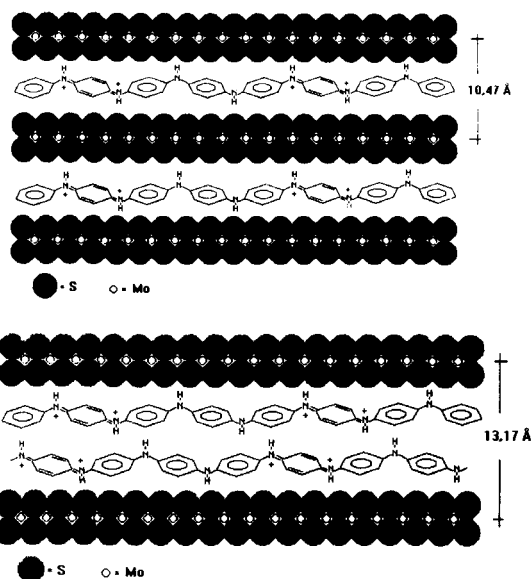 H + H H + H
N N N N N N N
+ H H + H
10,47 Å
H + H H + H
N N N N N N N
+ H H + H
= S = Mo
H + H H + H
N N N N N N N
+ H H + H
13,17 Å
H + H H + H
N N N N N N N N
+ H H + H H
= S = Mo